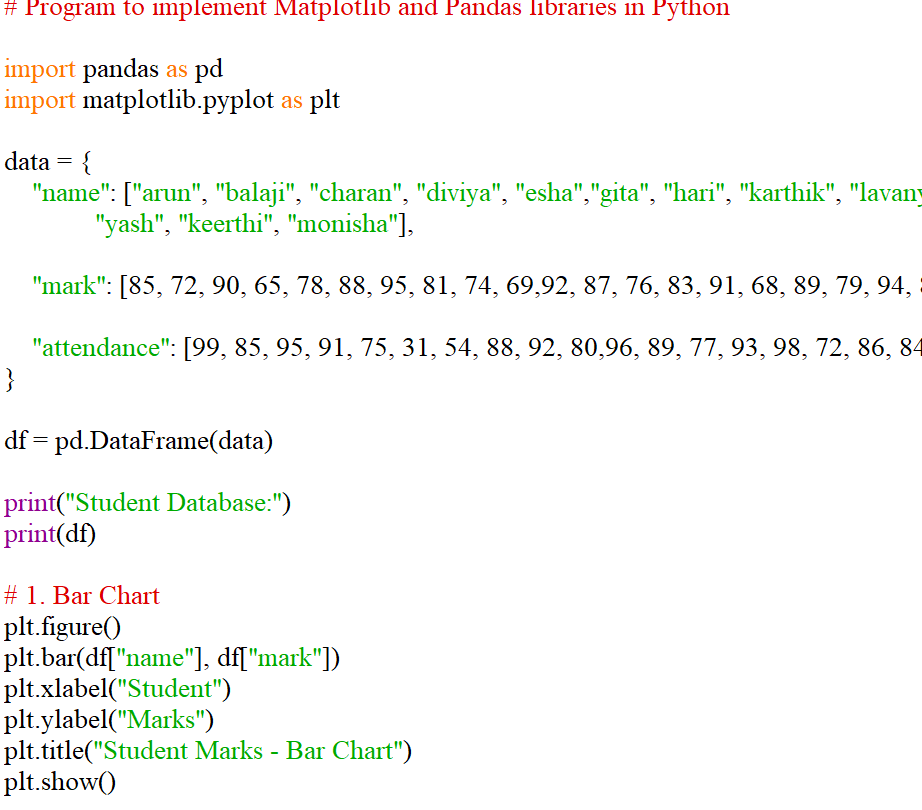 # Program to implement Matplotlib and Pandas libraries in Python
import pandas as pd
import matplotlib.pyplot as plt
data = {
"name": ["arun", "balaji", "charan", "diviya", "esha","gita", "hari", "karthik", "lavany
"yash", "keerthi", "monisha"],
"mark": [85, 72, 90, 65, 78, 88, 95, 81, 74, 69,92, 87, 76, 83, 91, 68, 89, 79, 94,
"attendance": [99, 85, 95, 91, 75, 31, 54, 88, 92, 80,96, 89, 77, 93, 98, 72, 86, 84
}
df = pd.DataFrame(data)
print("Student Database:")
print(df)
# 1. Bar Chart
plt.figure()
plt.bar(df["name"], df["mark"])
plt.xlabel("Student")
plt.ylabel("Marks")
plt.title("Student Marks - Bar Chart")
plt.show()